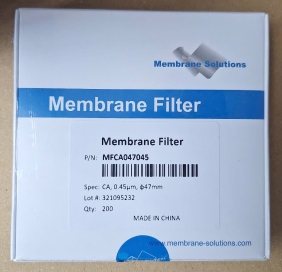 Membrane Solutions
Membrane Filter
Membrane Filter
P/N: MFCA047045
Spec: CA, 0.45μm, ϕ47mm
Lot #: 321095232
Qty: 200
MADE IN CHINA
www.membrane-solutions.com